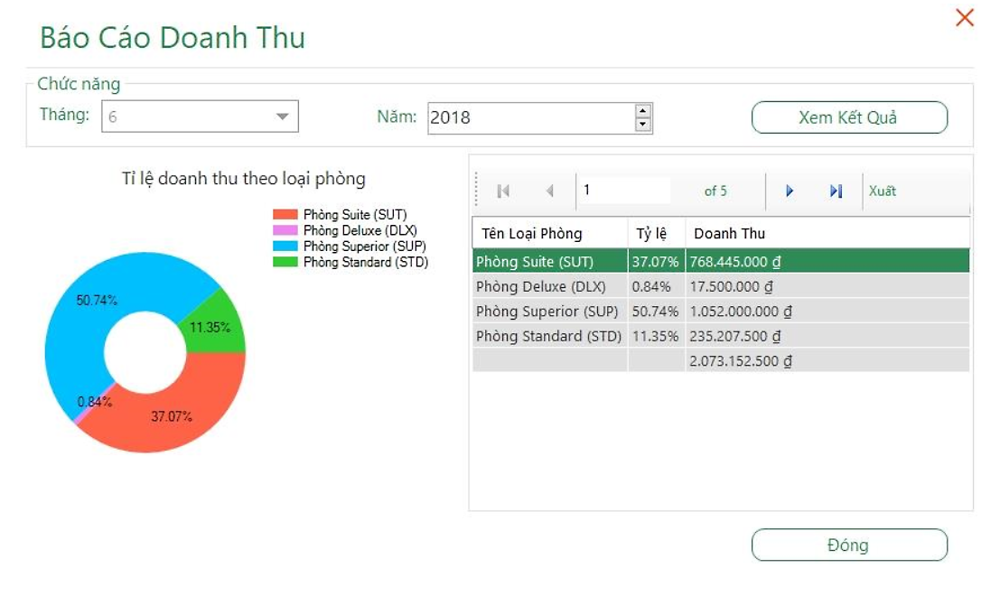 Báo Cáo Doanh Thu
Chức năng
Tháng: 6 Năm: 2018 Xem Kết Quả
Tỉ lệ doanh thu theo loại phòng
Phòng Suite (SUT)
Phòng Deluxe (DLX)
Phòng Superior (SUP)
Phòng Standard (STD)
50.74%
11.35%
0.84%
37.07%
1 of 5 Xuất
Tên Loại Phòng Tỷ lệ Doanh Thu
Phòng Suite (SUT) 37.07% 768.445.000 ₫
Phòng Deluxe (DLX) 0.84% 17.500.000 ₫
Phòng Superior (SUP) 50.74% 1.052.000.000 ₫
Phòng Standard (STD) 11.35% 235.207.500 ₫
2.073.152.500 ₫
Đóng